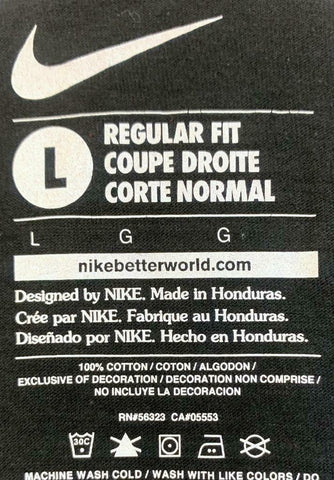 L
REGULAR FIT
COUPE DROITE
CORTE NORMAL
L G G
nikebetterworld.com
Designed by NIKE. Made in Honduras.
Crée par NIKE. Fabrique au Honduras.
Diseñado por NIKE. Hecho en Honduras.
100% COTTON / COTON / ALGODON /
EXCLUSIVE OF DECORATION / DECORATION NON COMPRISE /
NO INCLUYE LA DECORACION
RN#56323 CA#05553
30C
MACHINE WASH COLD / WASH WITH LIKE COLORS / DO